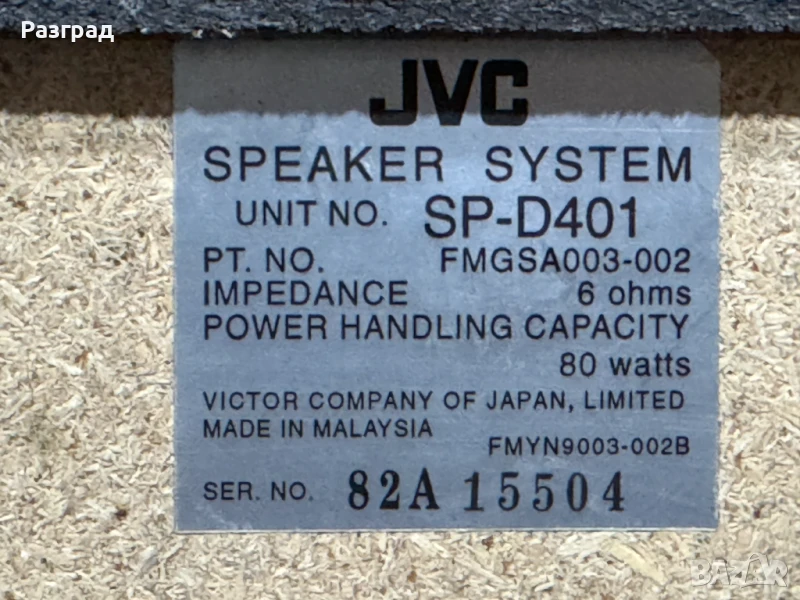 Разград
JVC
SPEAKER SYSTEM
UNIT NO. SP-D401
PT. NO. FMGSA003-002
IMPEDANCE 6 ohms
POWER HANDLING CAPACITY
80 watts
VICTOR COMPANY OF JAPAN, LIMITED
MADE IN MALAYSIA
FMYN9003-002B
SER. NO. 82A 15504
BAZAR